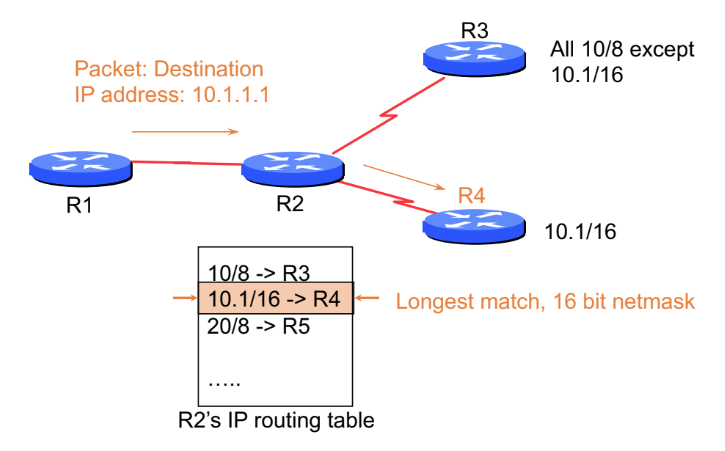 R3
All 10/8 except
10.1/16
Packet: Destination
IP address: 10.1.1.1
R1
R2
R4
10.1/16
10/8 -> R3
10.1/16 -> R4
Longest match, 16 bit netmask
20/8 -> R5
.....
R2’s IP routing table